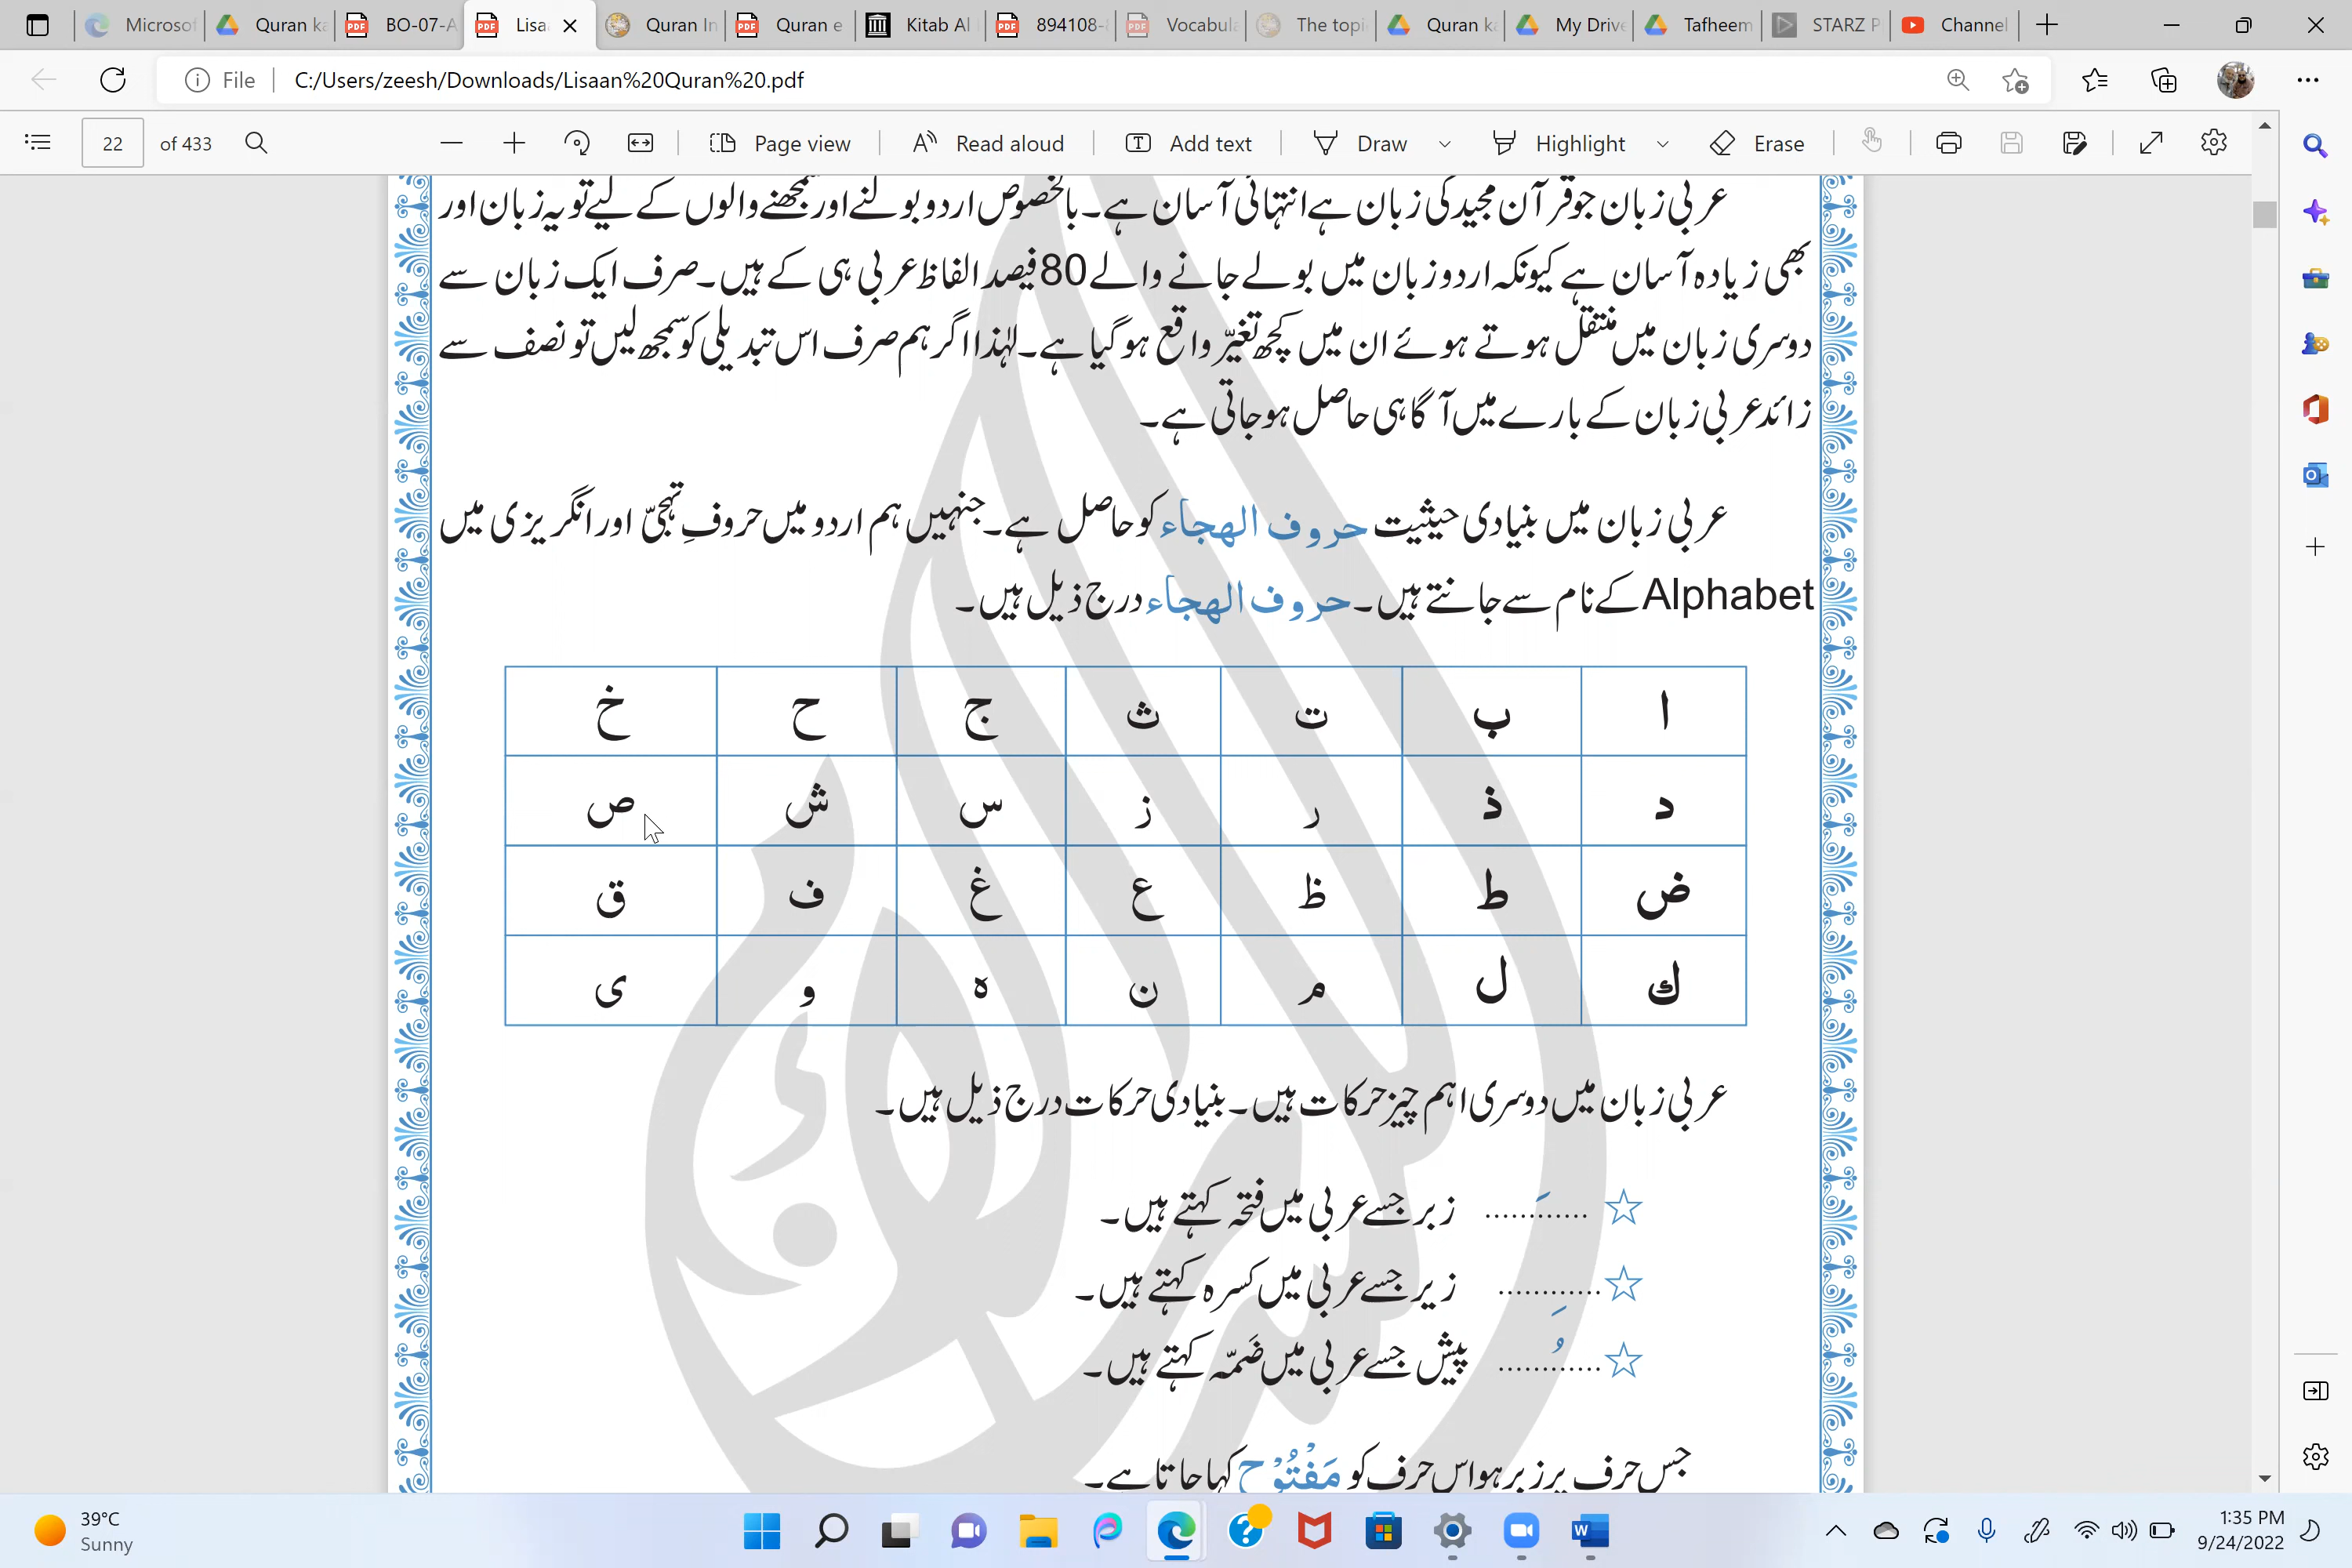 Microsof
Quran ka
BO-07-A
Lisaa
Quran In
Quran e
Kitab Al
894108-
Vocabula
The topi
Quran ka
My Drive
Tafheem
STARZ P
Channel
File
C:/Users/zeesh/Downloads/Lisaan%20Quran%20.pdf
22 of 433
Page view
Read aloud
Add text
Draw
Highlight
Erase
عربی زبان جو قرآن مجید کی زبان ہے انتہائی آسان ہے۔ بالخصوص اردو بولنے اور سمجھنے والوں کے لیے تو یہ زبان اور
بھی زیادہ آسان ہے کیونکہ اردو زبان میں بولے جانے والے 80 فیصد الفاظ عربی ہی کے ہیں۔ صرف ایک زبان سے
دوسری زبان میں منتقل ہوتے ہوئے ان میں کچھ تغیّر واقع ہوگیا ہے۔ لہٰذا اگر ہم صرف اس تبدیلی کو سمجھ لیں تو نصف سے
زائد عربی زبان کے بارے میں آگاہی حاصل ہوجاتی ہے۔
عربی زبان میں بنیادی حیثیت حروف الهجاء کو حاصل ہے۔ جنہیں ہم اردو میں حروفِ تہجیّ اور انگریزی میں
Alphabet کے نام سے جانتے ہیں۔ حروف الهجاء درج ذیل ہیں۔
ا ب ت ث ج ح خ
د ذ ر ز س ش ص
ض ط ظ ع غ ف ق
ك ل م ن ه و ى
عربی زبان میں دوسری اہم چیز حرکات ہیں۔ بنیادی حرکات درج ذیل ہیں۔
☆ ......َ...... زبر جسے عربی میں فتحہ کہتے ہیں۔
☆ ......ِ...... زیر جسے عربی میں کسرہ کہتے ہیں۔
☆ ......ُ...... پیش جسے عربی میں ضَمّہ کہتے ہیں۔
جس حرف پر زبر ہو اس حرف کو مَفْتُوْح کہا جاتا ہے۔
39°C
Sunny
1:35 PM
9/24/2022